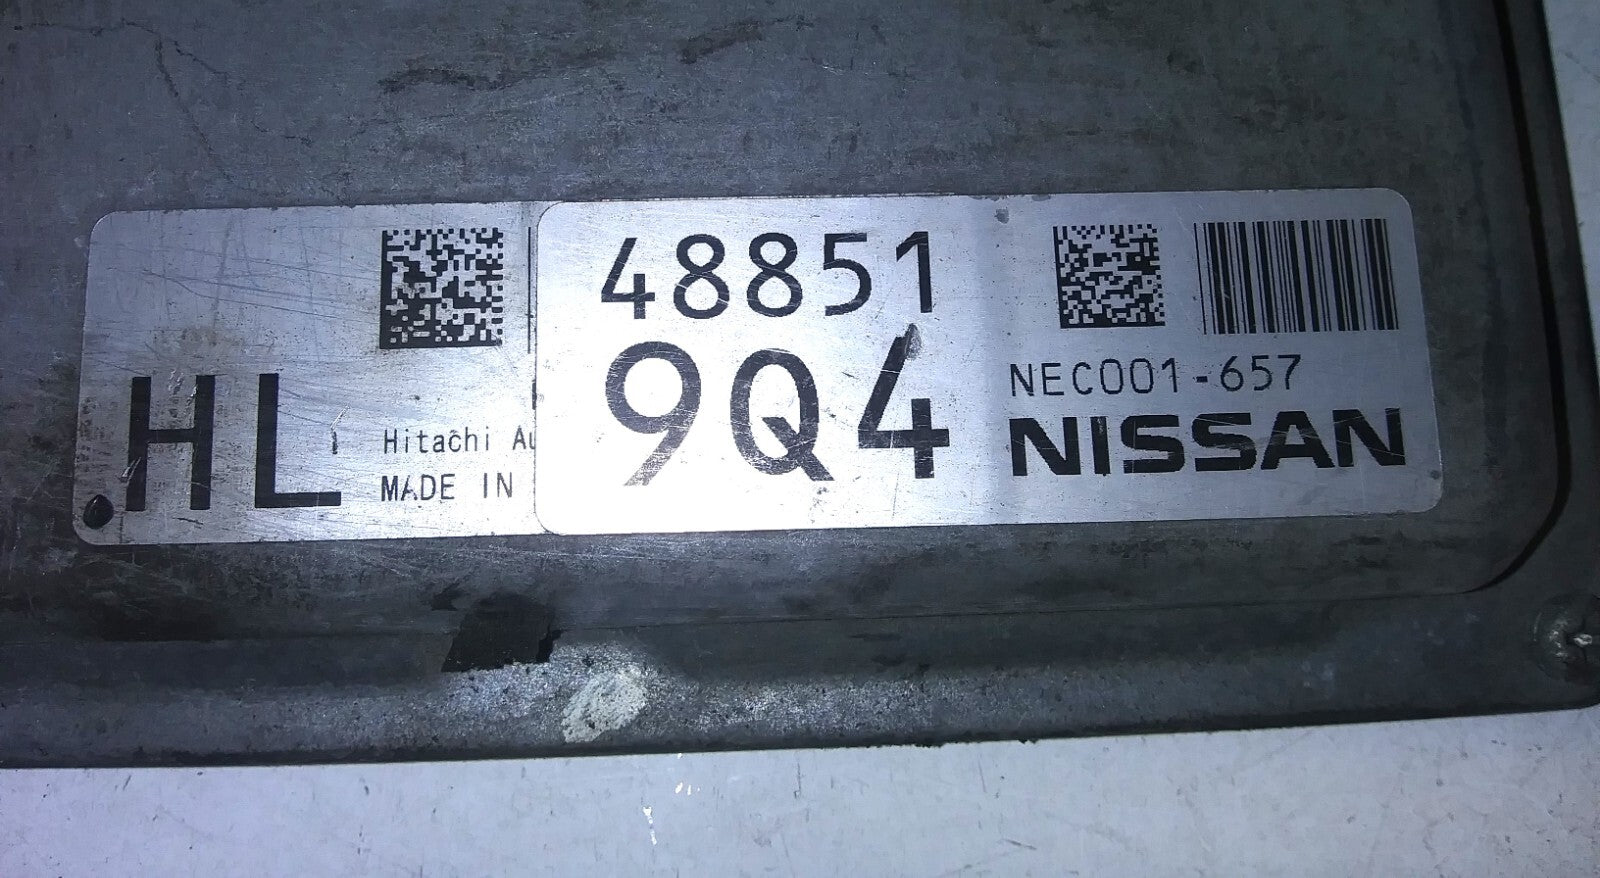 HL
Hitachi Au
MADE IN
48851
9Q4
NEC001-657
NISSAN